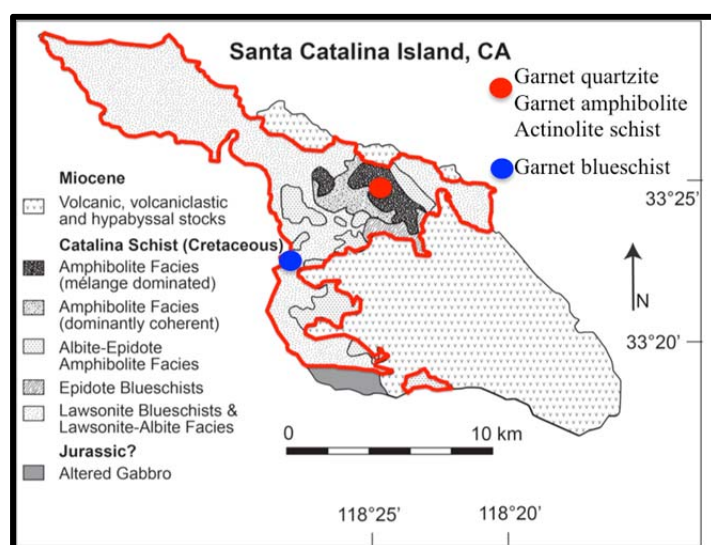 Santa Catalina Island, CA
Garnet quartzite
Garnet amphibolite
Actinolite schist
Garnet blueschist
Miocene
Volcanic, volcaniclastic
and hypabyssal stocks
Catalina Schist (Cretaceous)
Amphibolite Facies
(mélange dominated)
Amphibolite Facies
(dominantly coherent)
Albite-Epidote
Amphibolite Facies
Epidote Blueschists
Lawsonite Blueschists &
Lawsonite-Albite Facies
Jurassic?
Altered Gabbro
33°25'
N
33°20'
0 10 km
118°25' 118°20'